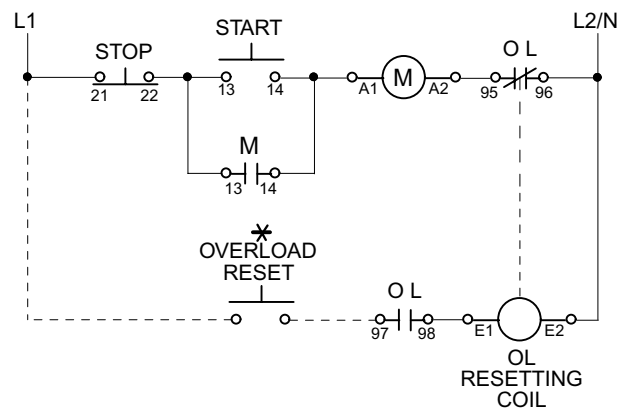 L1
L2/N
START
STOP
O L
M
21 22
13 14
A1 A2
95 96
M
13 14
*
OVERLOAD
RESET
O L
97 98
E1 E2
OL
RESETTING
COIL